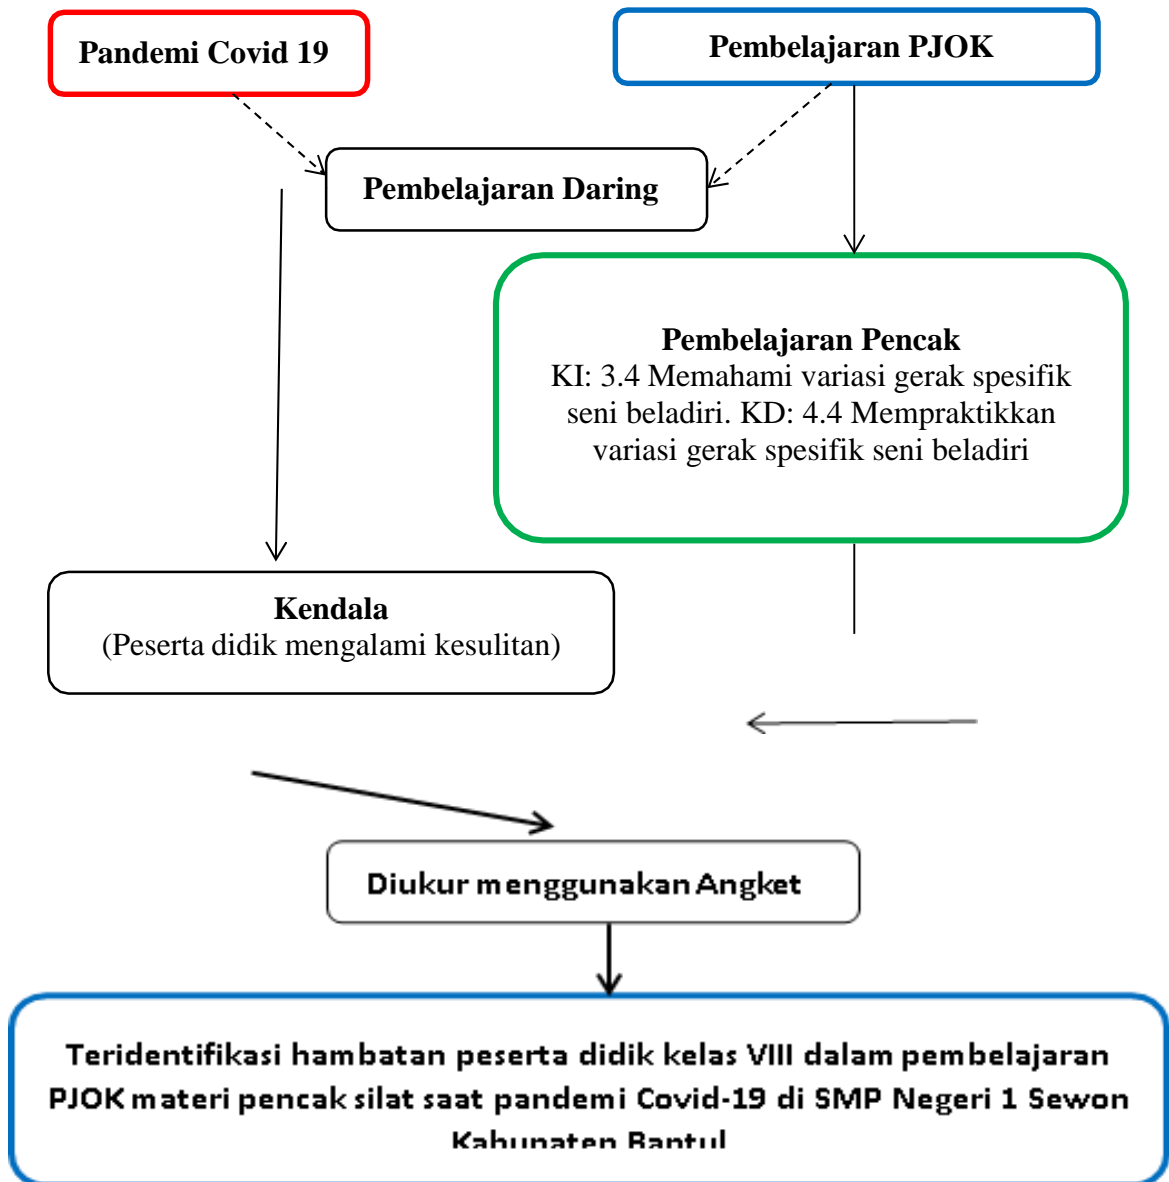 Pandemi Covid 19
Pembelajaran PJOK
Pembelajaran Daring
Pembelajaran Pencak
KI: 3.4 Memahami variasi gerak spesifik
seni beladiri. KD: 4.4 Mempraktikkan
variasi gerak spesifik seni beladiri
Kendala
(Peserta didik mengalami kesulitan)
Diukur menggunakan Angket
Teridentifikasi hambatan peserta didik kelas VIII dalam pembelajaran
PJOK materi pencak silat saat pandemi Covid-19 di SMP Negeri 1 Sewon
Kabupaten Bantul